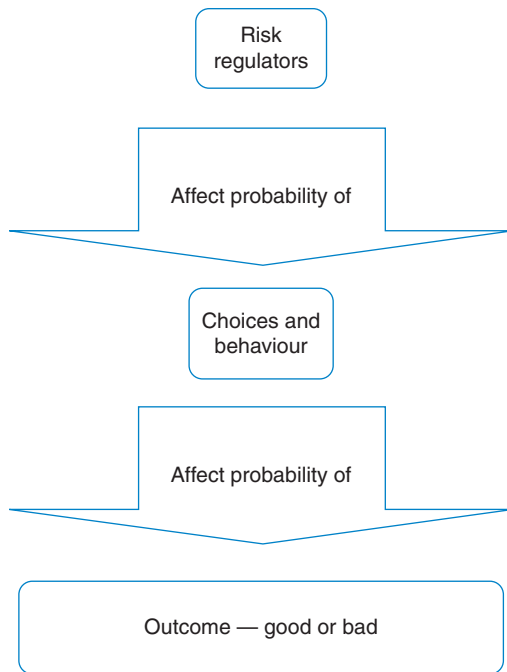 Risk
regulators
Affect probability of
Choices and
behaviour
Affect probability of
Outcome — good or bad